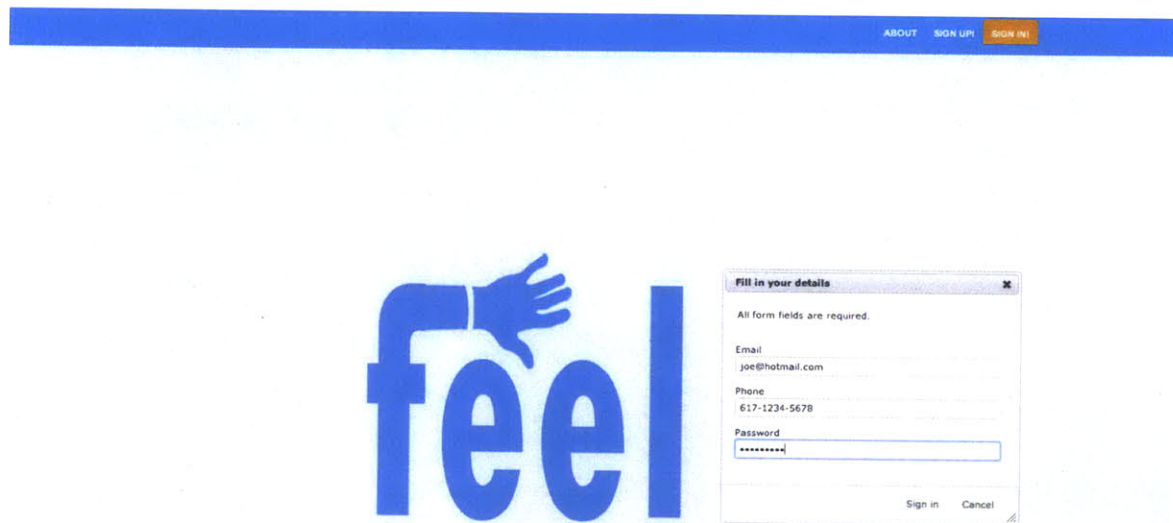 ABOUT SIGN UP! SIGN IN!
feel
Fill in your details
All form fields are required.
Email
joe@hotmail.com
Phone
617-1234-5678
Password
•••••••••
Sign in Cancel